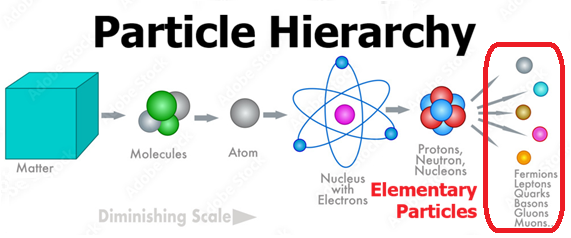 Particle Hierarchy
Matter
Molecules
Atom
Nucleus
with
Electrons
Protons,
Neutron,
Nucleons
Elementary
Particles
Fermions
Leptons
Quarks
Basons
Gluons
Muons...
Diminishing Scale